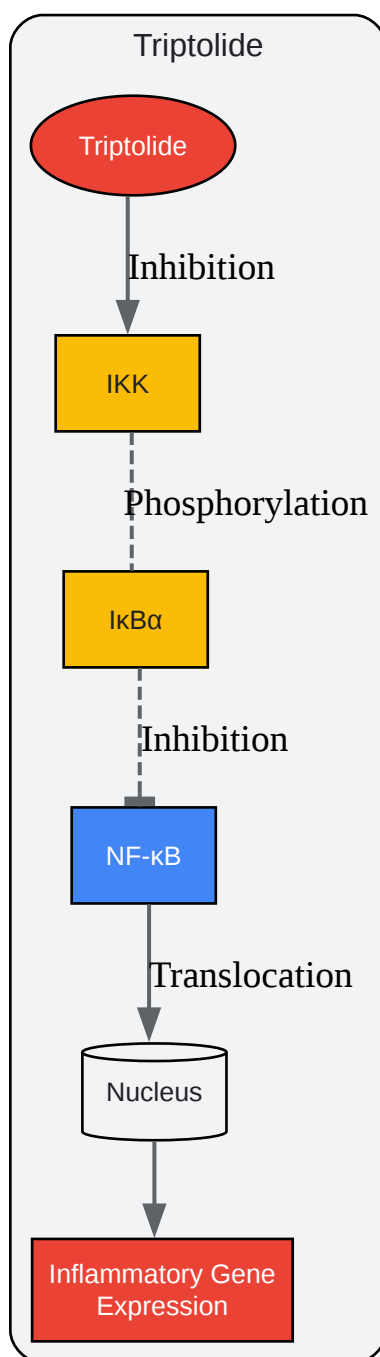 Triptolide
Triptolide
Inhibition
IKK
Phosphorylation
IκBα
Inhibition
NF-κB
Translocation
Nucleus
Inflammatory Gene
Expression